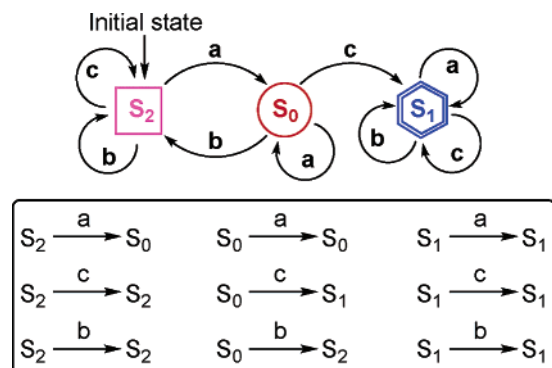 Initial state
a
c
c
a
S₂
S₀
S₁
b
b
b
a
c
a
a
a
S₂ → S₀
S₀ → S₀
S₁ → S₁
c
c
c
S₂ → S₂
S₀ → S₁
S₁ → S₁
b
b
b
S₂ → S₂
S₀ → S₂
S₁ → S₁